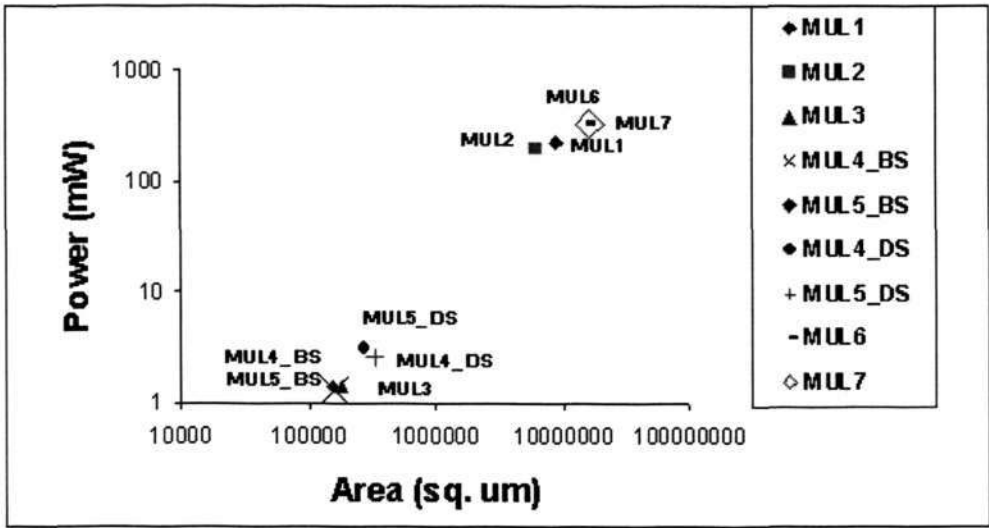 1000
100
10
1
Power (mW)
10000
100000
1000000
10000000
100000000
Area (sq. um)
MUL6
MUL7
MUL2
MUL1
MUL5_DS
MUL4_BS
MUL4_DS
MUL5_BS
MUL3
MUL1
MUL2
MUL3
MUL4_BS
MUL5_BS
MUL4_DS
MUL5_DS
MUL6
MUL7